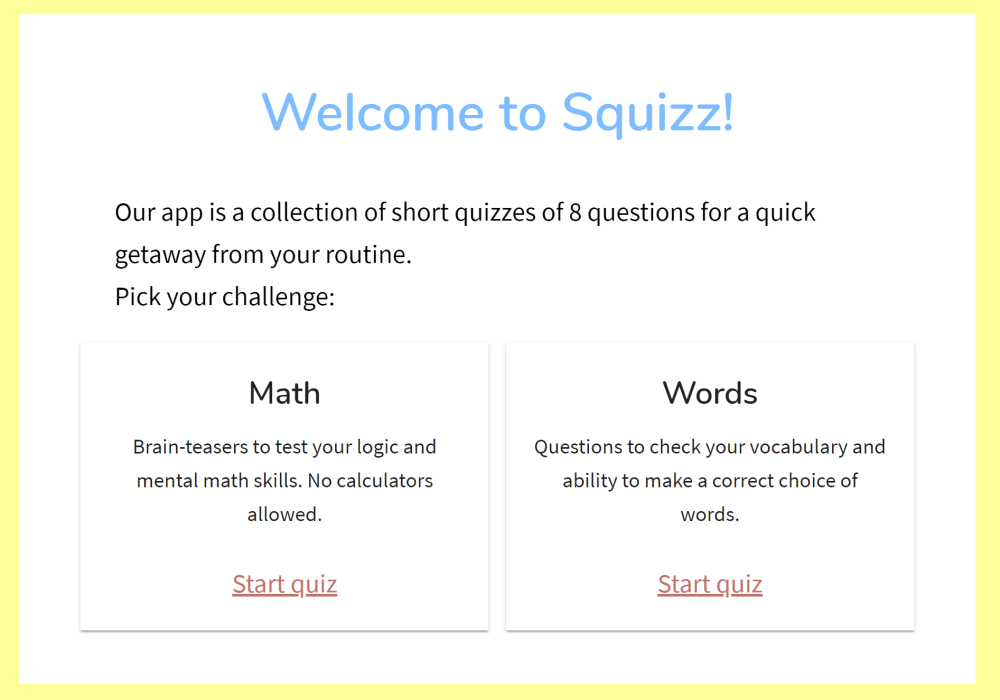 Welcome to Squizz!
Our app is a collection of short quizzes of 8 questions for a quick
getaway from your routine.
Pick your challenge:
Math
Brain-teasers to test your logic and
mental math skills. No calculators
allowed.
Start quiz
Words
Questions to check your vocabulary and
ability to make a correct choice of
words.
Start quiz